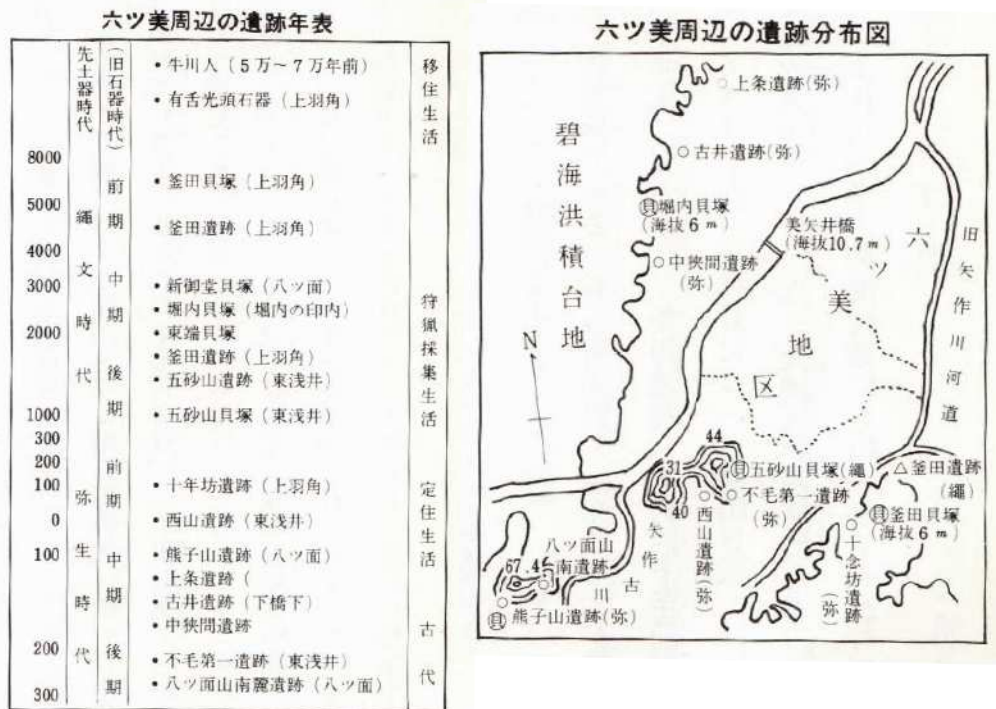 六ツ美周辺の遺跡年表
先土器時代
(旧石器時代)
移住生活
・牛川人(5万〜7万年前)
・有舌尖頭石器(上羽角)
8000
前期
・釜田貝塚(上羽角)
5000
縄文時代
・釜田遺跡(上羽角)
4000
中期
3000
・新御堂貝塚(八ツ面)
狩猟採集生活
・堀内貝塚(堀内の印内)
2000
・東端貝塚
・釜田遺跡(上羽角)
後期
・五砂山遺跡(東浅井)
1000
・五砂山貝塚(東浅井)
300
200
前期
100
弥生時代
・十年坊遺跡(上羽角)
定住生活
0
・西山遺跡(東浅井)
100
中期
・熊子山遺跡(八ツ面)
・上条遺跡(
・古井遺跡(下橋下)
・中狭間遺跡
古代
200
後期
・不毛第一遺跡(東浅井)
・八ツ面山南麓遺跡(八ツ面)
300
六ツ美周辺の遺跡分布図
○上条遺跡(弥)
碧海洪積台地
○古井遺跡(弥)
貝堀内貝塚
(海抜6m)
美矢井橋
(海抜10.7m)
○中狭間遺跡
(弥)
六ツ美地区
旧矢作川河道
N
44
31
40
貝五砂山貝塚(縄)
△釜田遺跡
(縄)
○不毛第一遺跡
(弥)
○西山遺跡(弥)
貝釜田貝塚
(海抜6m)
○十念坊遺跡(弥)
矢作古川
八ツ面山
南遺跡
67.4
貝熊子山遺跡(弥)